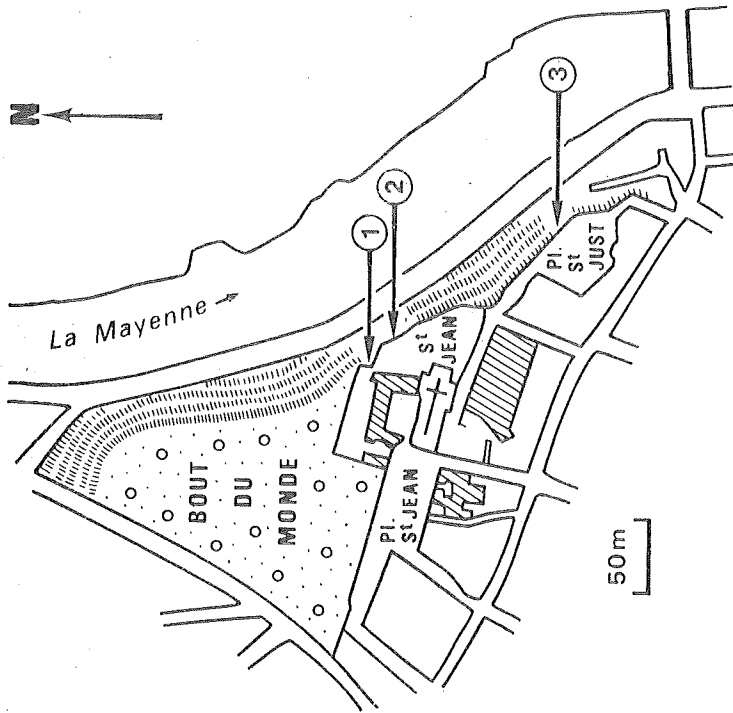 N
La Mayenne
1
2
3
BOUT
DU
MONDE
St
JEAN
Pl.
St JEAN
Pl.
St
JUST
50m